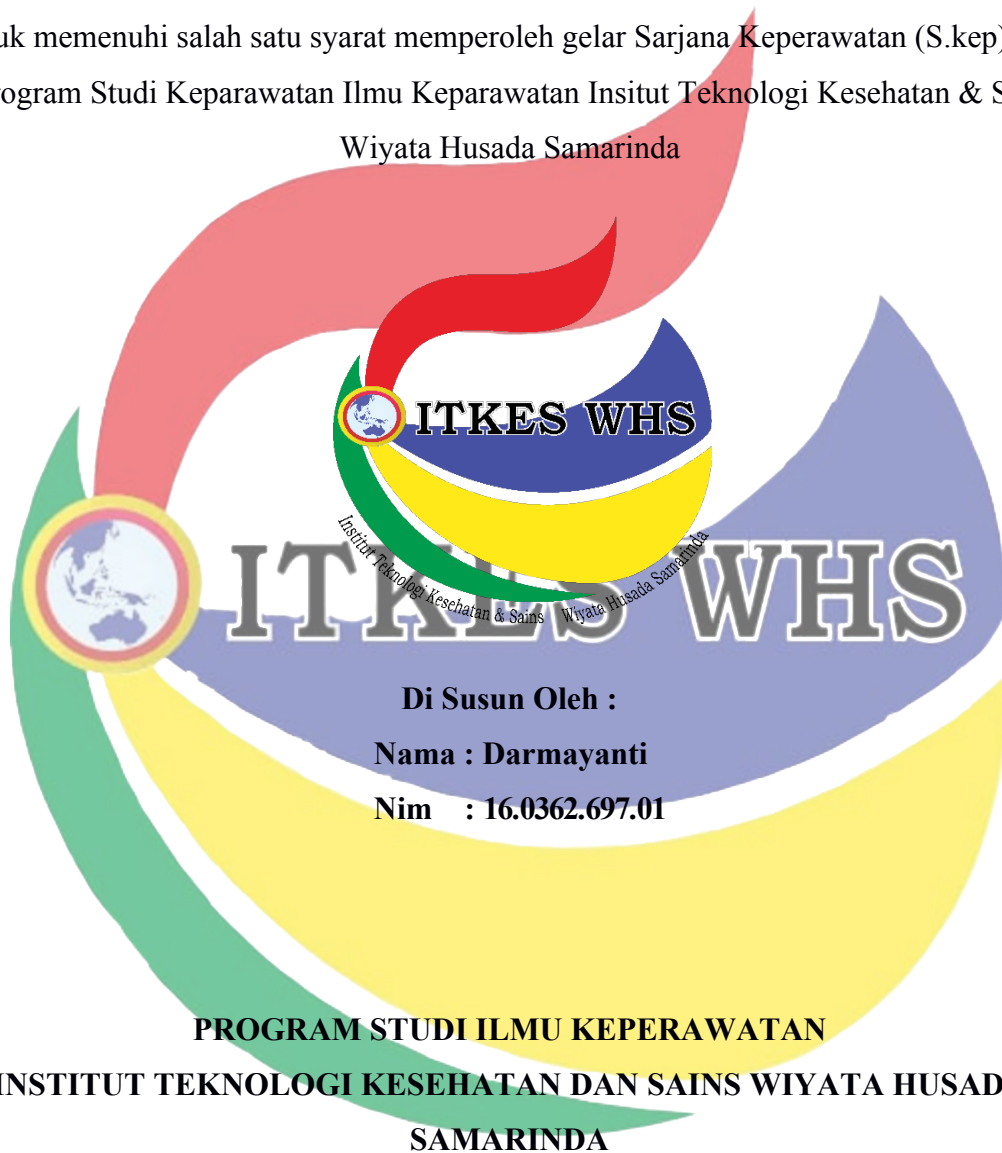 uk memenuhi salah satu syarat memperoleh gelar Sarjana Keperawatan (S.kep)
rogram Studi Keparawatan Ilmu Keparawatan Insitut Teknologi Kesehatan & S
Wiyata Husada Samarinda
ITKES WHS
Institut Teknologi Kesehatan & Sains Wiyata Husada Samarinda
ITKES WHS
Di Susun Oleh :
Nama : Darmayanti
Nim : 16.0362.697.01
PROGRAM STUDI ILMU KEPERAWATAN
INSTITUT TEKNOLOGI KESEHATAN DAN SAINS WIYATA HUSAD
SAMARINDA